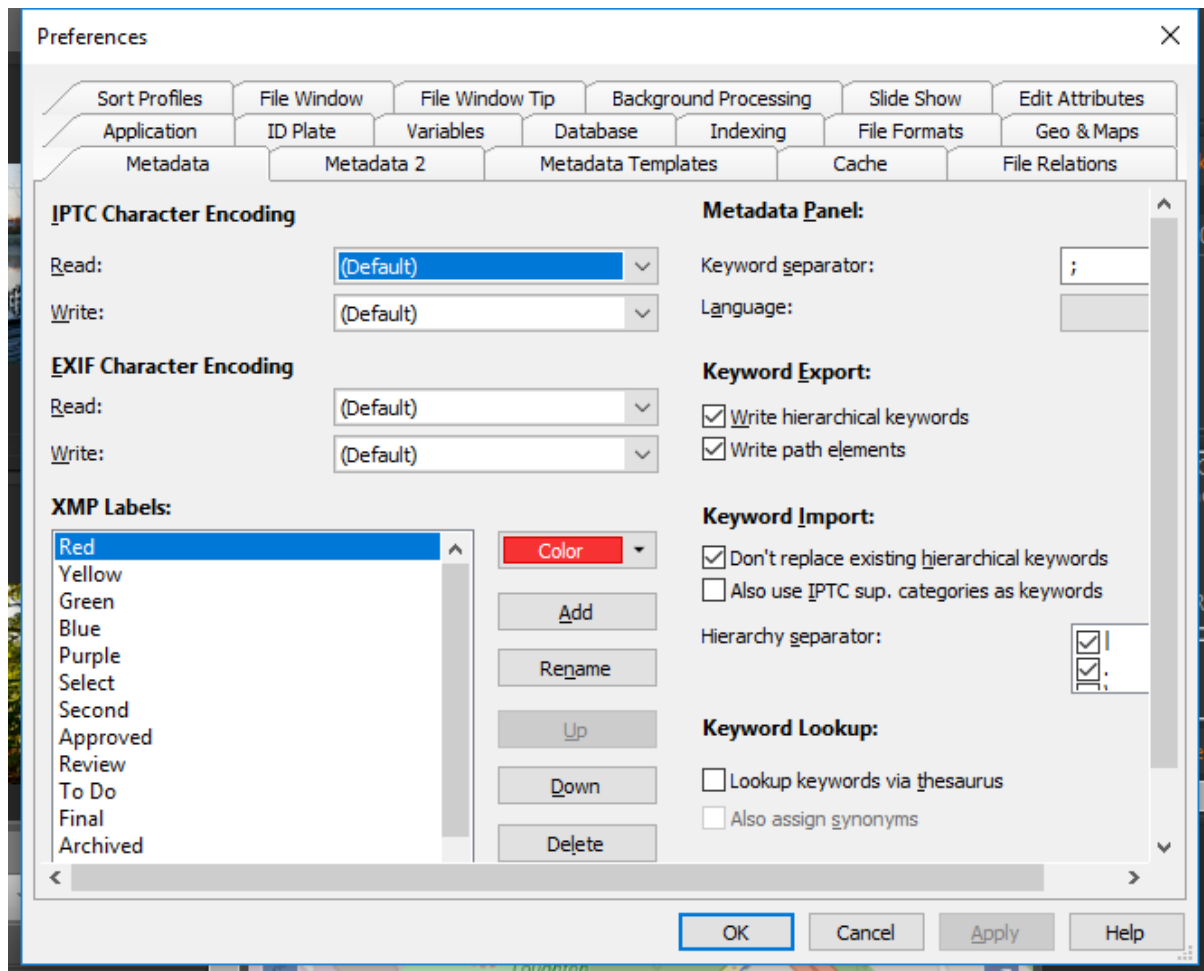 Preferences
Sort Profiles File Window File Window Tip Background Processing Slide Show Edit Attributes
Application ID Plate Variables Database Indexing File Formats Geo & Maps
Metadata Metadata 2 Metadata Templates Cache File Relations
IPTC Character Encoding
Read: (Default)
Write: (Default)
EXIF Character Encoding
Read: (Default)
Write: (Default)
XMP Labels:
Red
Yellow
Green
Blue
Purple
Select
Second
Approved
Review
To Do
Final
Archived
Color
Add
Rename
Up
Down
Delete
Metadata Panel:
Keyword separator: ;
Language:
Keyword Export:
Write hierarchical keywords
Write path elements
Keyword Import:
Don't replace existing hierarchical keywords
Also use IPTC sup. categories as keywords
Hierarchy separator: |
.
Keyword Lookup:
Lookup keywords via thesaurus
Also assign synonyms
OK Cancel Apply Help
Loughton